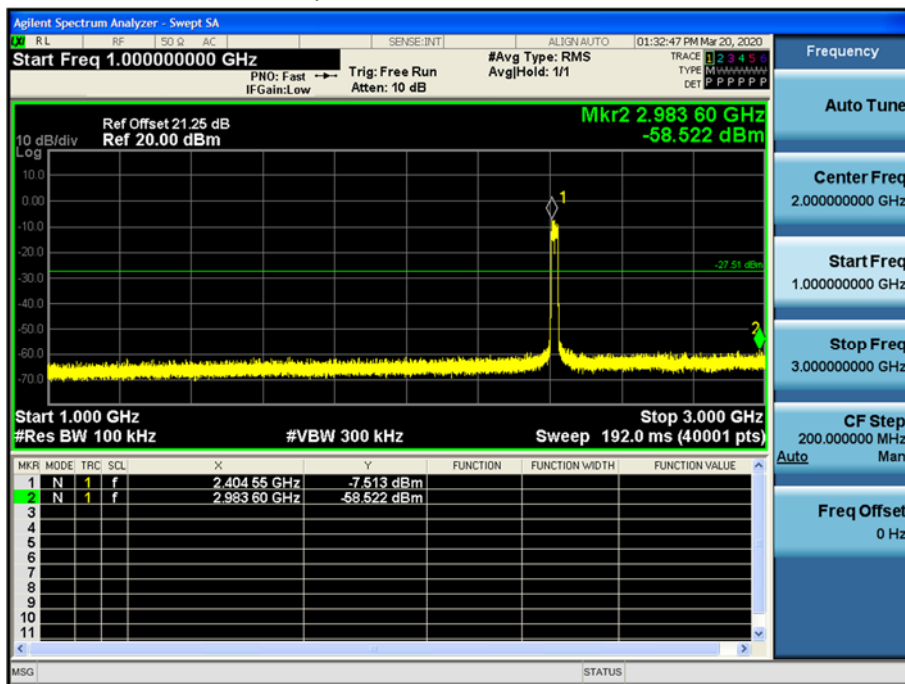 Agilent Spectrum Analyzer - Swept SA
LXI RL RF 50 Ω AC SENSE:INT ALIGNAUTO 01:32:47 PM Mar 20, 2020
Start Freq 1.000000000 GHz
PNO: Fast
IFGain:Low
Trig: Free Run
Atten: 10 dB
#Avg Type: RMS
Avg|Hold: 1/1
TRACE 1 2 3 4 5 6
TYPE M
DET P P P P P P
Ref Offset 21.25 dB
10 dB/div Ref 20.00 dBm
Log
Mkr2 2.983 60 GHz
-58.522 dBm
10.0
0.00
-10.0
-20.0
-30.0
-40.0
-50.0
-60.0
-70.0
1
-27.51 dBm
2
Start 1.000 GHz Stop 3.000 GHz
#Res BW 100 kHz #VBW 300 kHz Sweep 192.0 ms (40001 pts)
MKR MODE TRC SCL X Y FUNCTION FUNCTION WIDTH FUNCTION VALUE
1 N 1 f 2.404 55 GHz -7.513 dBm
2 N 1 f 2.983 60 GHz -58.522 dBm
3
4
5
6
7
8
9
10
11
MSG STATUS
Frequency
Auto Tune
Center Freq
2.000000000 GHz
Start Freq
1.000000000 GHz
Stop Freq
3.000000000 GHz
CF Step
200.000000 MHz
Auto Man
Freq Offset
0 Hz